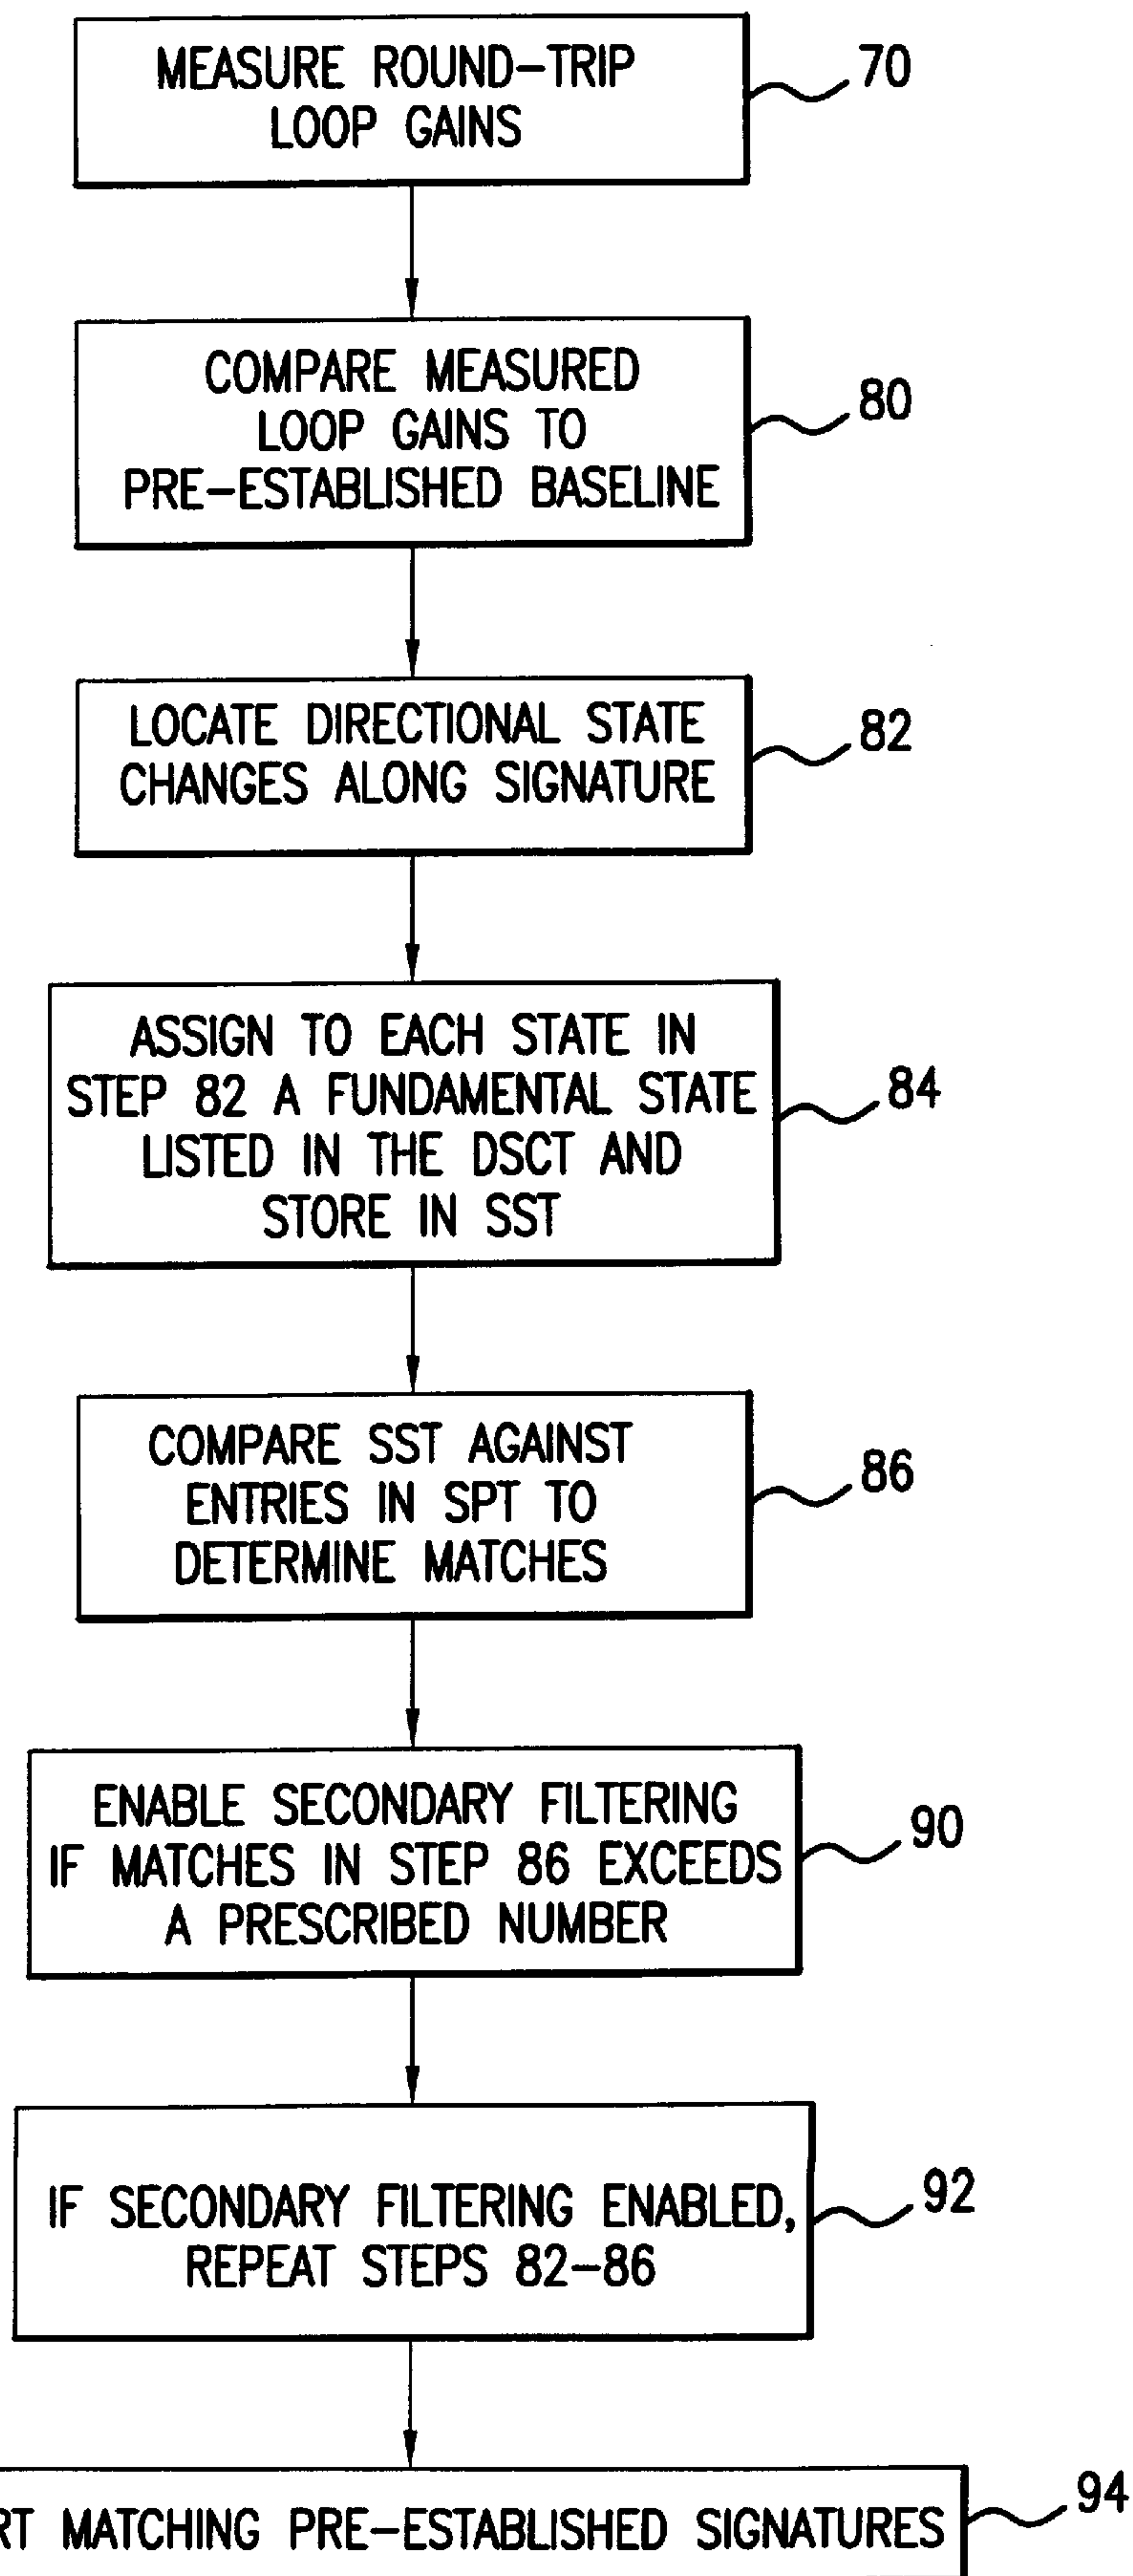 MEASURE ROUND-TRIP
LOOP GAINS
70
COMPARE MEASURED
LOOP GAINS TO
PRE-ESTABLISHED BASELINE
80
LOCATE DIRECTIONAL STATE
CHANGES ALONG SIGNATURE
82
ASSIGN TO EACH STATE IN
STEP 82 A FUNDAMENTAL STATE
LISTED IN THE DSCT AND
STORE IN SST
84
COMPARE SST AGAINST
ENTRIES IN SPT TO
DETERMINE MATCHES
86
ENABLE SECONDARY FILTERING
IF MATCHES IN STEP 86 EXCEEDS
A PRESCRIBED NUMBER
90
IF SECONDARY FILTERING ENABLED,
REPEAT STEPS 82-86
92
MATCHING PRE-ESTABLISHED SIGNATURES
94